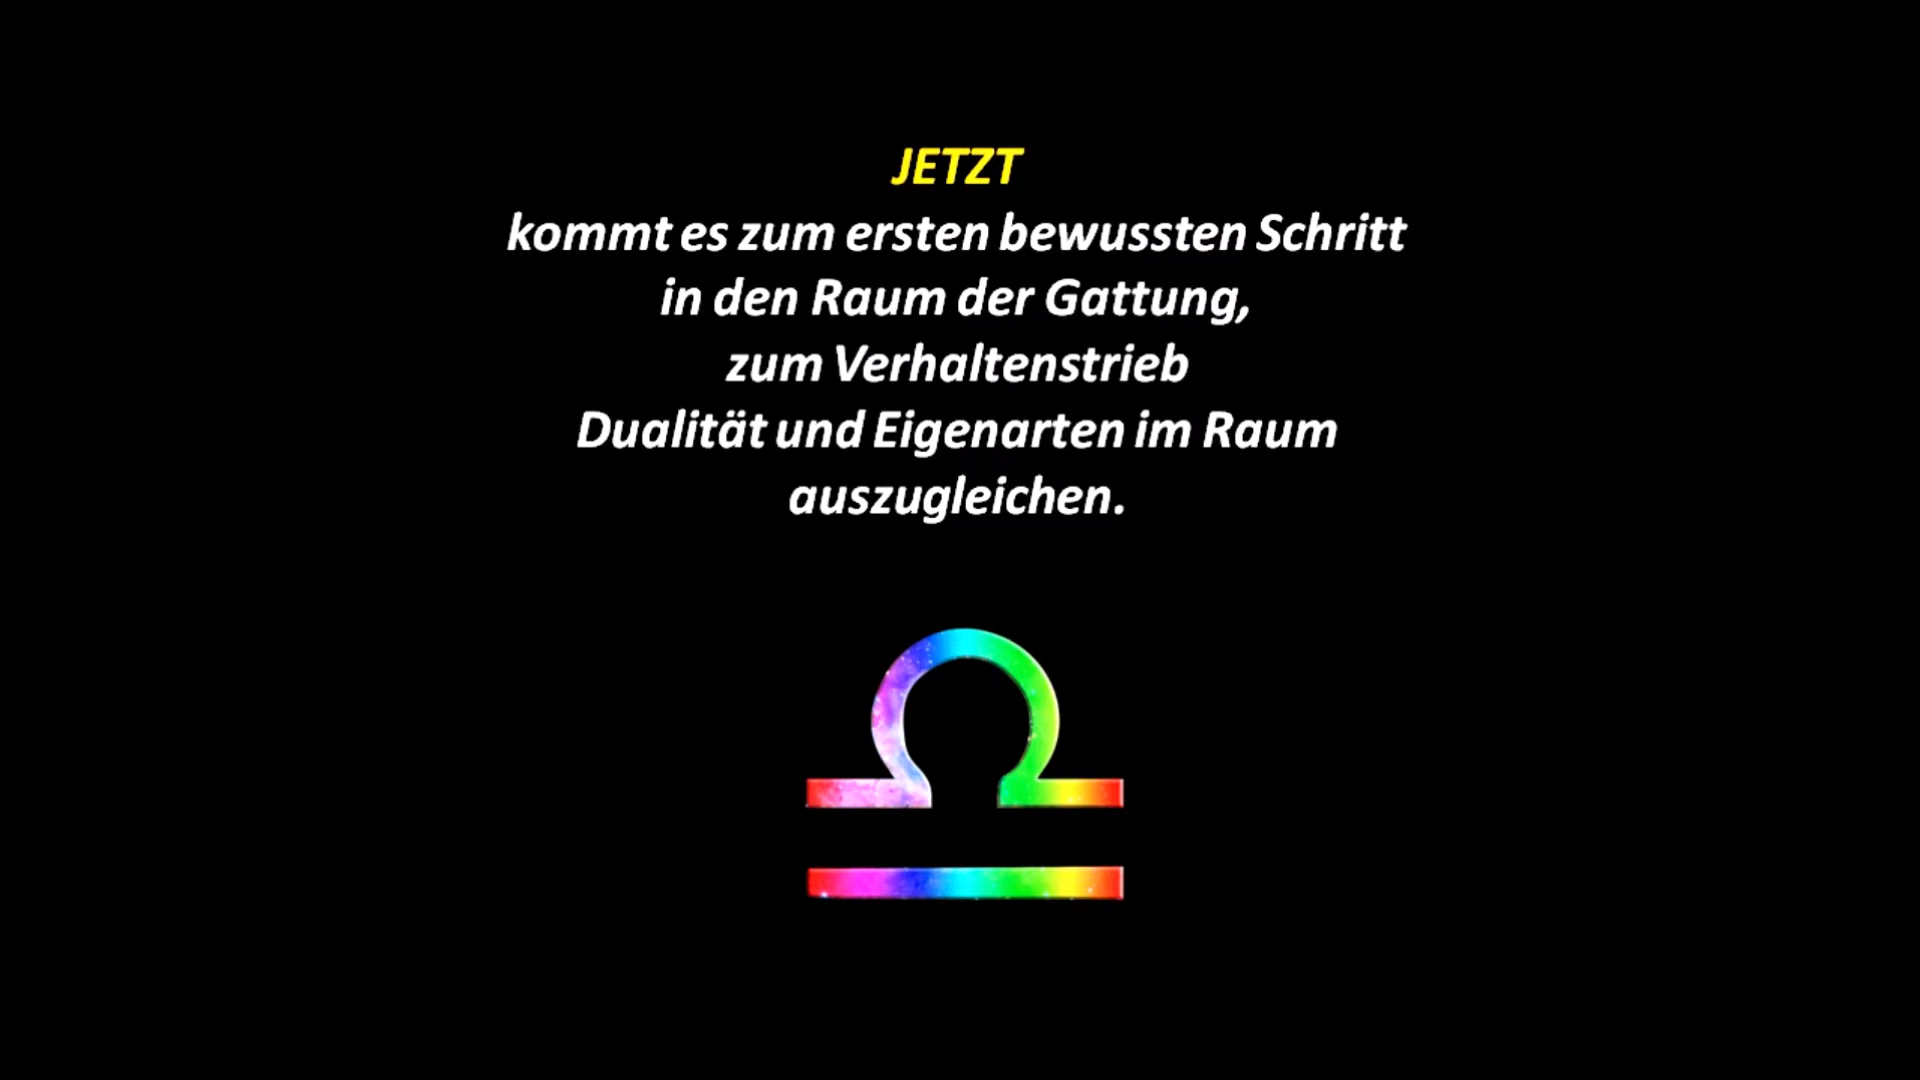 JETZT
kommt es zum ersten bewussten Schritt
in den Raum der Gattung,
zum Verhaltenstrieb
Dualität und Eigenarten im Raum
auszugleichen.